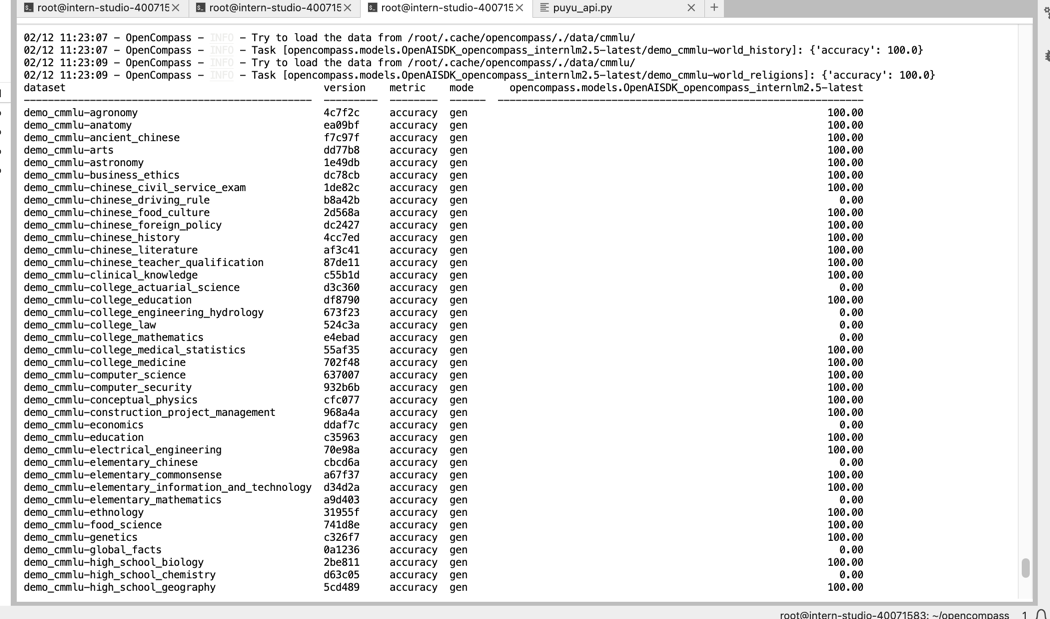 root@intern-studio-400715 × root@intern-studio-400715 × root@intern-studio-400715 × puyu_api.py × +
02/12 11:23:07 - OpenCompass - INFO - Try to load the data from /root/.cache/opencompass/./data/cmmlu/
02/12 11:23:07 - OpenCompass - INFO - Task [opencompass.models.OpenAISDK_opencompass_internlm2.5-latest/demo_cmmlu-world_history]: {'accuracy': 100.0}
02/12 11:23:09 - OpenCompass - INFO - Try to load the data from /root/.cache/opencompass/./data/cmmlu/
02/12 11:23:09 - OpenCompass - INFO - Task [opencompass.models.OpenAISDK_opencompass_internlm2.5-latest/demo_cmmlu-world_religions]: {'accuracy': 100.0}
dataset version metric mode opencompass.models.OpenAISDK_opencompass_internlm2.5-latest
demo_cmmlu-agronomy 4c7f2c accuracy gen 100.00
demo_cmmlu-anatomy ea09bf accuracy gen 100.00
demo_cmmlu-ancient_chinese f7c97f accuracy gen 100.00
demo_cmmlu-arts dd77b8 accuracy gen 100.00
demo_cmmlu-astronomy 1e49db accuracy gen 100.00
demo_cmmlu-business_ethics dc78cb accuracy gen 100.00
demo_cmmlu-chinese_civil_service_exam 1de82c accuracy gen 100.00
demo_cmmlu-chinese_driving_rule b8a42b accuracy gen 0.00
demo_cmmlu-chinese_food_culture 2d568a accuracy gen 100.00
demo_cmmlu-chinese_foreign_policy dc2427 accuracy gen 100.00
demo_cmmlu-chinese_history 4cc7ed accuracy gen 100.00
demo_cmmlu-chinese_literature af3c41 accuracy gen 100.00
demo_cmmlu-chinese_teacher_qualification 87de11 accuracy gen 100.00
demo_cmmlu-clinical_knowledge c55b1d accuracy gen 100.00
demo_cmmlu-college_actuarial_science d3c360 accuracy gen 0.00
demo_cmmlu-college_education df8790 accuracy gen 100.00
demo_cmmlu-college_engineering_hydrology 673f23 accuracy gen 0.00
demo_cmmlu-college_law 524c3a accuracy gen 0.00
demo_cmmlu-college_mathematics e4ebad accuracy gen 0.00
demo_cmmlu-college_medical_statistics 55af35 accuracy gen 100.00
demo_cmmlu-college_medicine 702f48 accuracy gen 100.00
demo_cmmlu-computer_science 637007 accuracy gen 100.00
demo_cmmlu-computer_security 932b6b accuracy gen 100.00
demo_cmmlu-conceptual_physics cfc077 accuracy gen 100.00
demo_cmmlu-construction_project_management 968a4a accuracy gen 100.00
demo_cmmlu-economics ddaf7c accuracy gen 0.00
demo_cmmlu-education c35963 accuracy gen 100.00
demo_cmmlu-electrical_engineering 70e98a accuracy gen 100.00
demo_cmmlu-elementary_chinese cbcd6a accuracy gen 0.00
demo_cmmlu-elementary_commonsense a67f37 accuracy gen 100.00
demo_cmmlu-elementary_information_and_technology d34d2a accuracy gen 100.00
demo_cmmlu-elementary_mathematics a9d403 accuracy gen 0.00
demo_cmmlu-ethnology 31955f accuracy gen 100.00
demo_cmmlu-food_science 741d8e accuracy gen 100.00
demo_cmmlu-genetics c326f7 accuracy gen 100.00
demo_cmmlu-global_facts 0a1236 accuracy gen 0.00
demo_cmmlu-high_school_biology 2be811 accuracy gen 100.00
demo_cmmlu-high_school_chemistry d63c05 accuracy gen 0.00
demo_cmmlu-high_school_geography 5cd489 accuracy gen 100.00
root@intern-studio-40071583: ~/opencompass 1